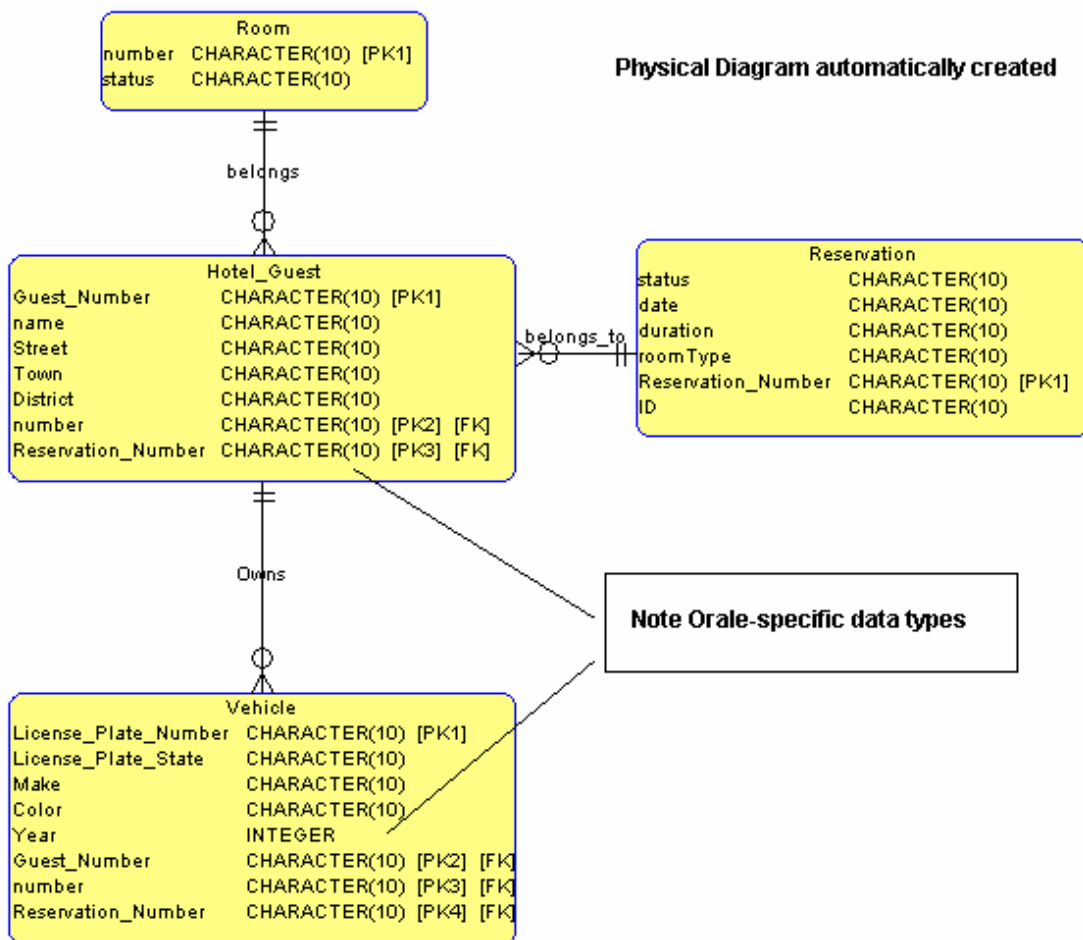 Room
number CHARACTER(10) [PK1]
status CHARACTER(10)
Physical Diagram automatically created
belongs
Hotel_Guest
Guest_Number CHARACTER(10) [PK1]
name CHARACTER(10)
Street CHARACTER(10)
Town CHARACTER(10)
District CHARACTER(10)
number CHARACTER(10) [PK2] [FK]
Reservation_Number CHARACTER(10) [PK3] [FK]
belongs_to
Reservation
status CHARACTER(10)
date CHARACTER(10)
duration CHARACTER(10)
roomType CHARACTER(10)
Reservation_Number CHARACTER(10) [PK1]
ID CHARACTER(10)
Owns
Note Orale-specific data types
Vehicle
License_Plate_Number CHARACTER(10) [PK1]
License_Plate_State CHARACTER(10)
Make CHARACTER(10)
Color CHARACTER(10)
Year INTEGER
Guest_Number CHARACTER(10) [PK2] [FK]
number CHARACTER(10) [PK3] [FK]
Reservation_Number CHARACTER(10) [PK4] [FK]